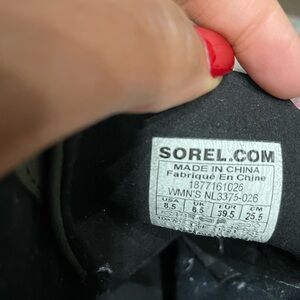 SOREL.COM
MADE IN CHINA
Fabriqué En Chine
1877161026
WMN'S NL3375-026
USA UK EUR CM
8.5 6.5 39.5 25.5